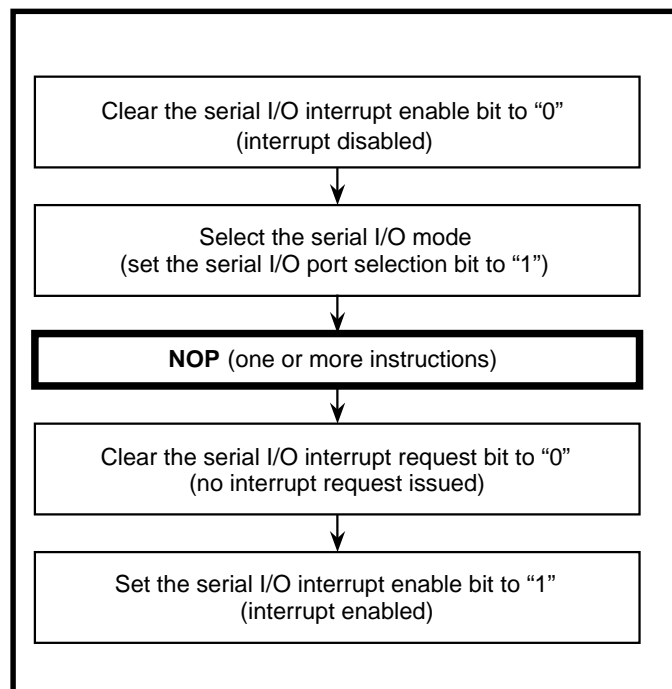 Clear the serial I/O interrupt enable bit to “0”
(interrupt disabled)
Select the serial I/O mode
(set the serial I/O port selection bit to “1”)
NOP (one or more instructions)
Clear the serial I/O interrupt request bit to “0”
(no interrupt request issued)
Set the serial I/O interrupt enable bit to “1”
(interrupt enabled)